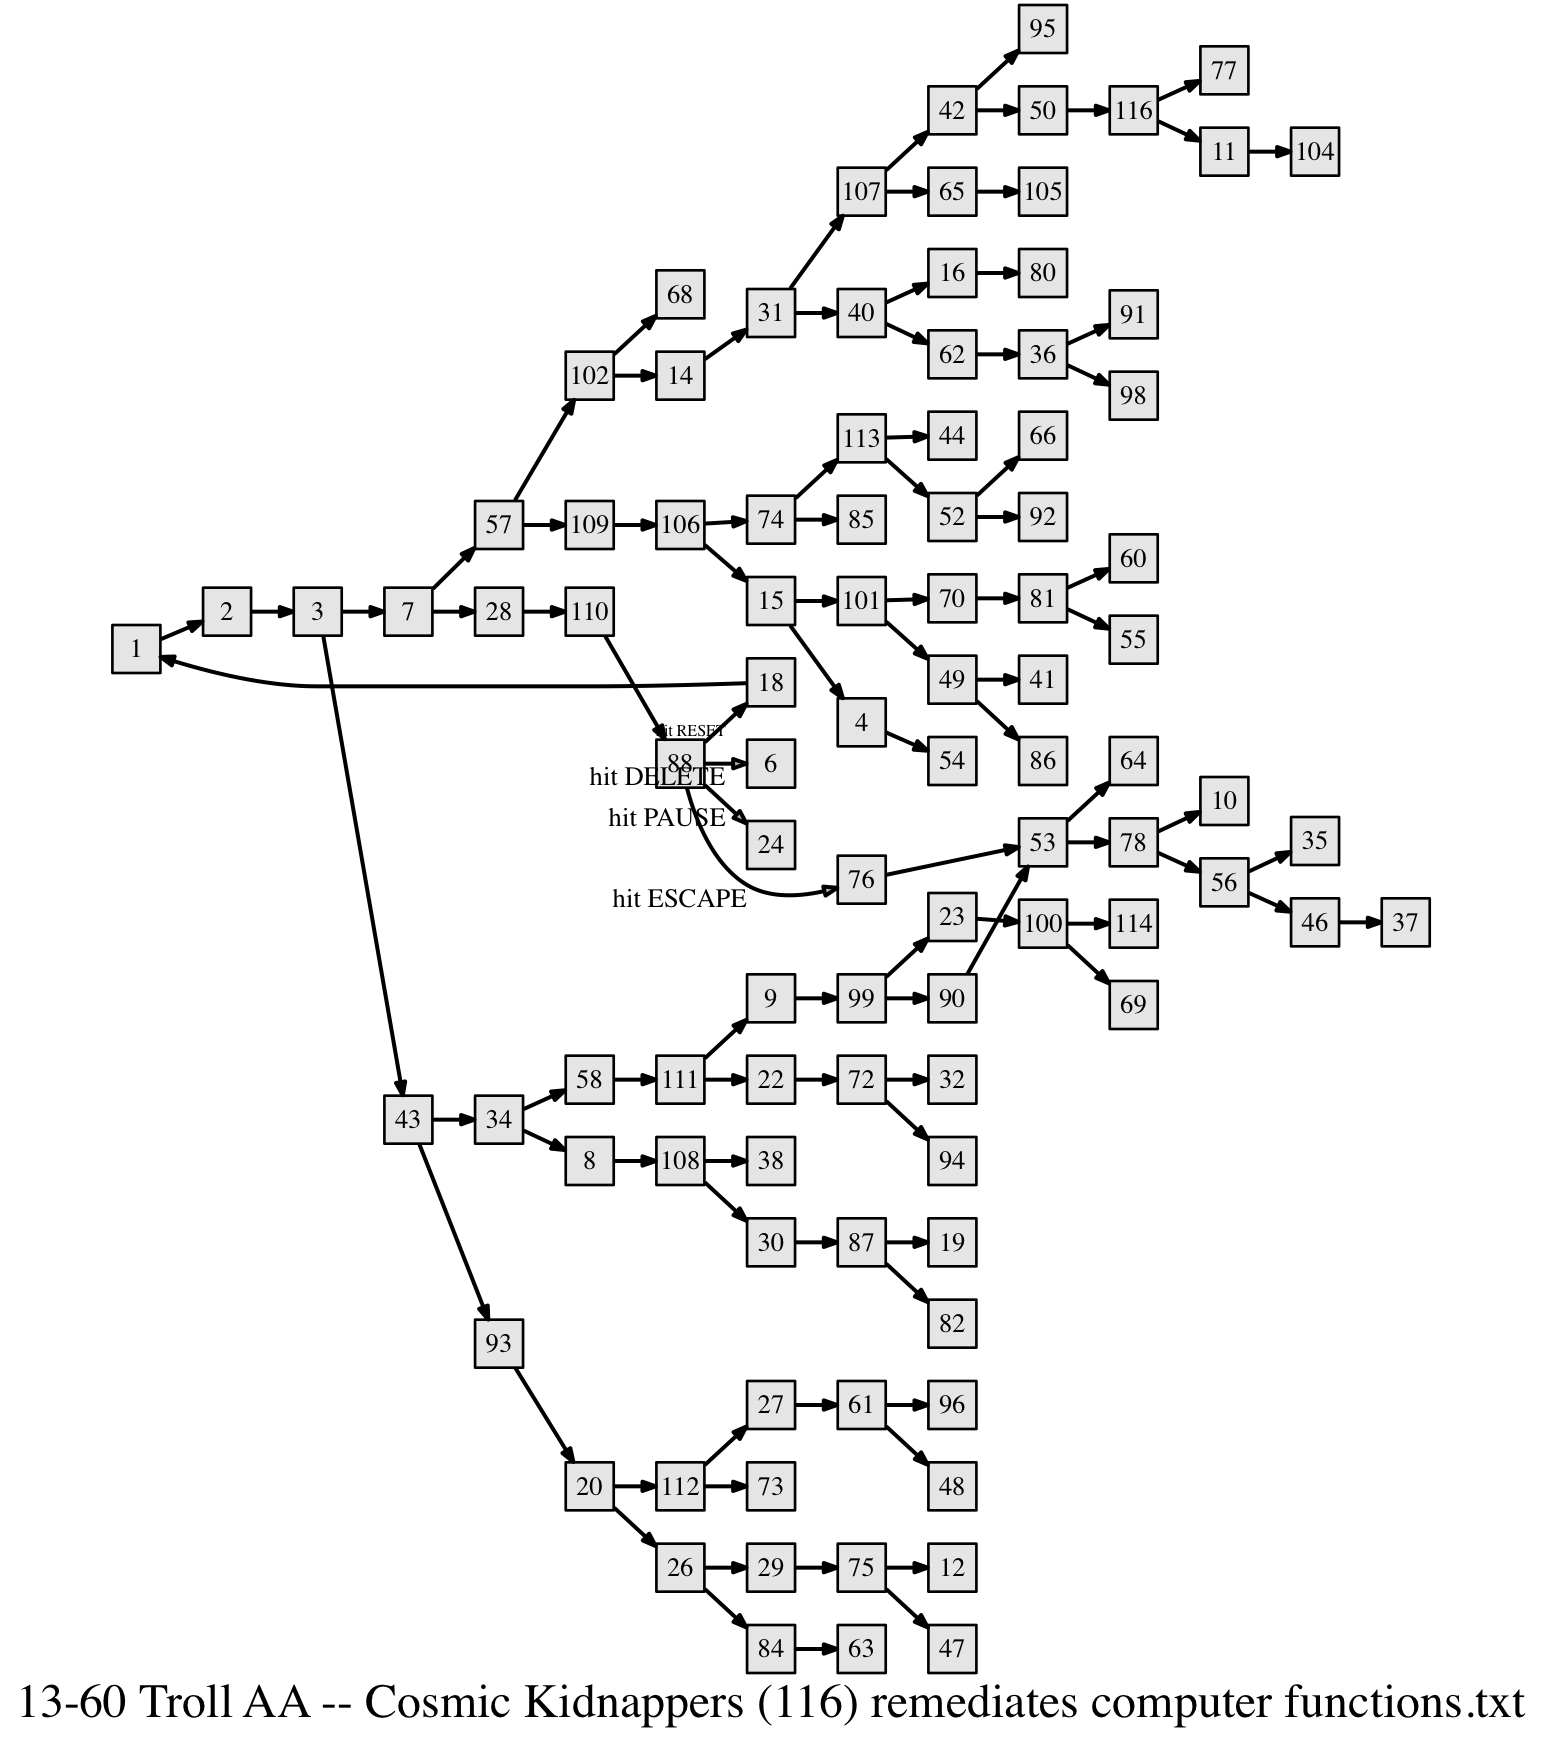 95
77
42 50 116
11 104
107 65 105
16 80
68
31 40 91
62 36
102 14 98
113 44 66
57 109 106 74 85 52 92
60
15 101 70 81
1 2 3 7 28 110
55
18 49 41
4
hit RESET
88 6 54 86 64
hit DELETE
10
hit PAUSE
24 53 78 35
76 56
hit ESCAPE
23 100 114 46 37
9 99 90 69
58 111 22 72 32
43 34
8 108 38 94
30 87 19
82
93
27 61 96
20 112 73 48
26 29 75 12
84 63 47
13-60 Troll AA -- Cosmic Kidnappers (116) remediates computer functions.txt